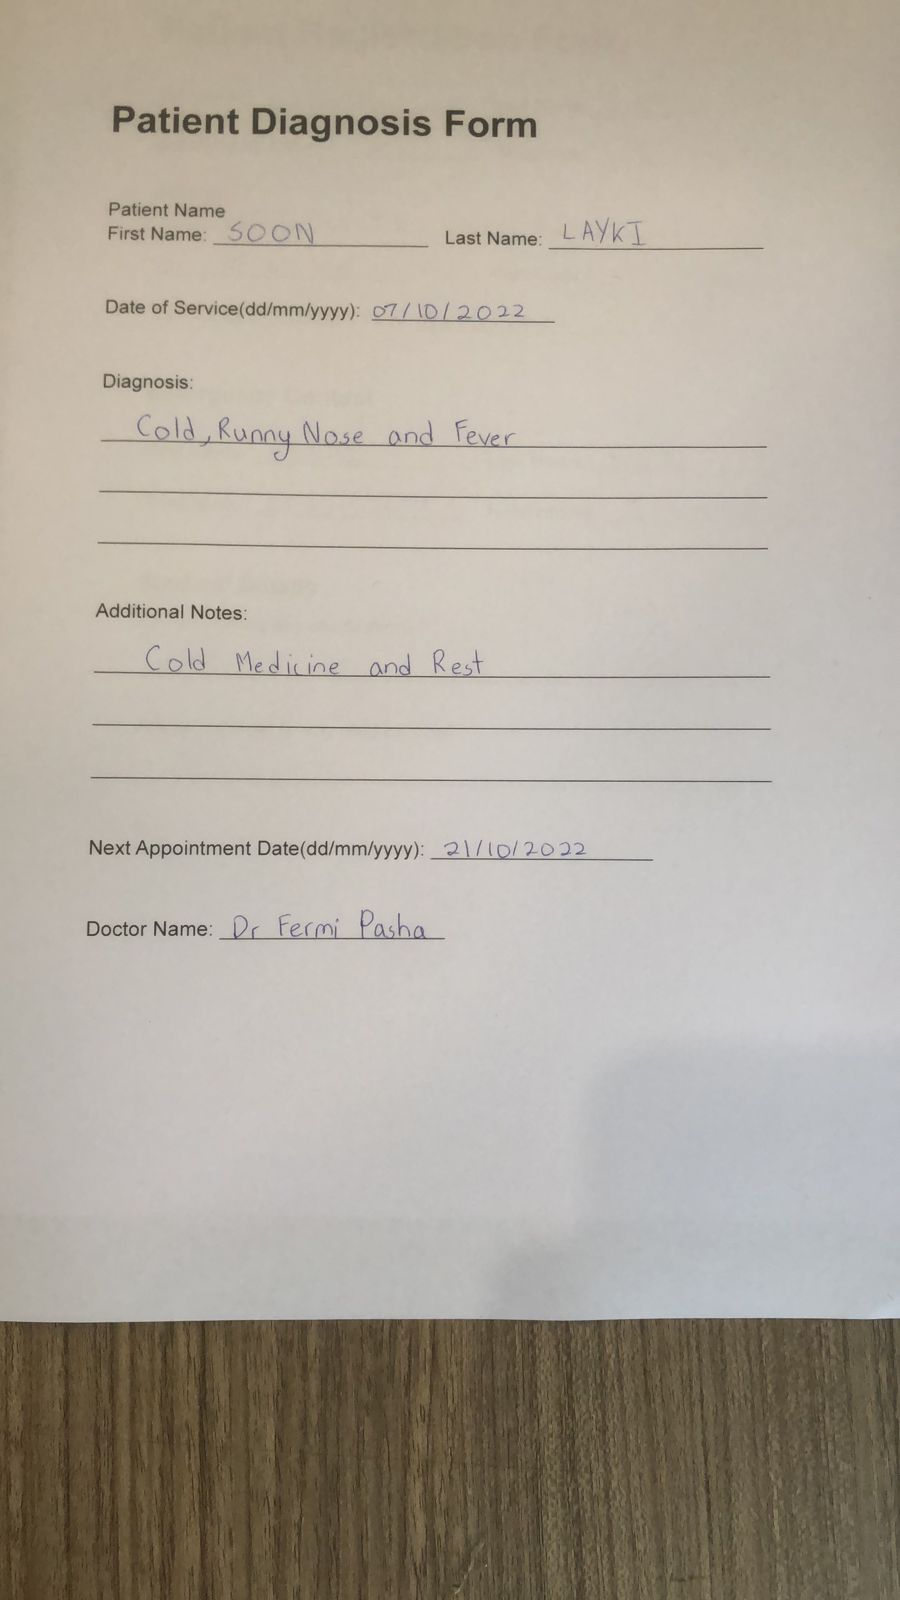 Patient Diagnosis Form
Patient Name
First Name: SOON Last Name: LAYKI
Date of Service(dd/mm/yyyy): 07/10/2022
Diagnosis:
Cold, Runny Nose and Fever
Additional Notes:
Cold Medicine and Rest
Next Appointment Date(dd/mm/yyyy): 21/10/2022
Doctor Name: Dr Fermi Pasha